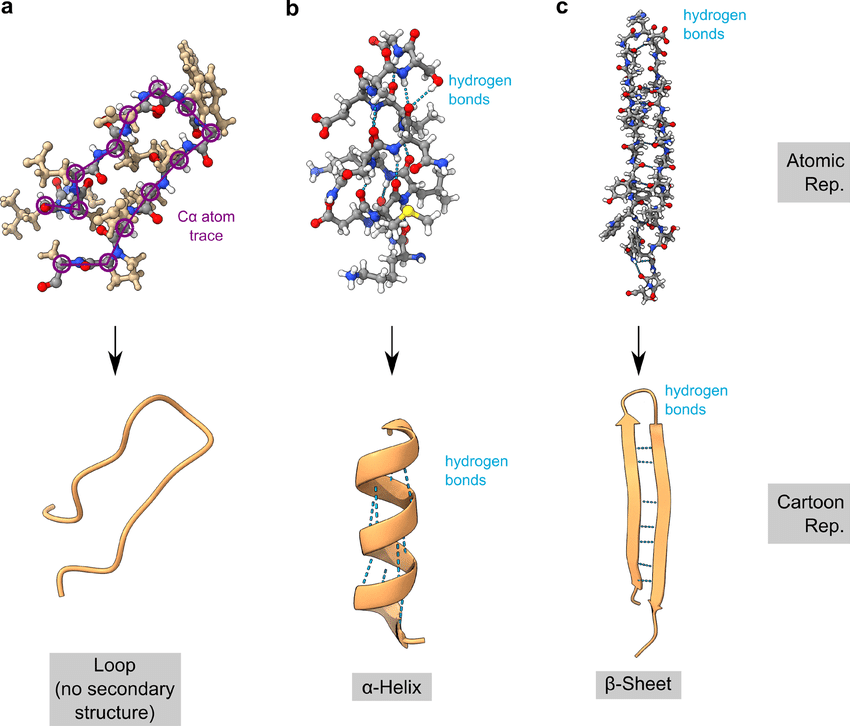 a
b
c
hydrogen
bonds
hydrogen
bonds
Atomic
Rep.
Cα atom
trace
hydrogen
bonds
hydrogen
bonds
Cartoon
Rep.
Loop
(no secondary
structure)
α-Helix
β-Sheet